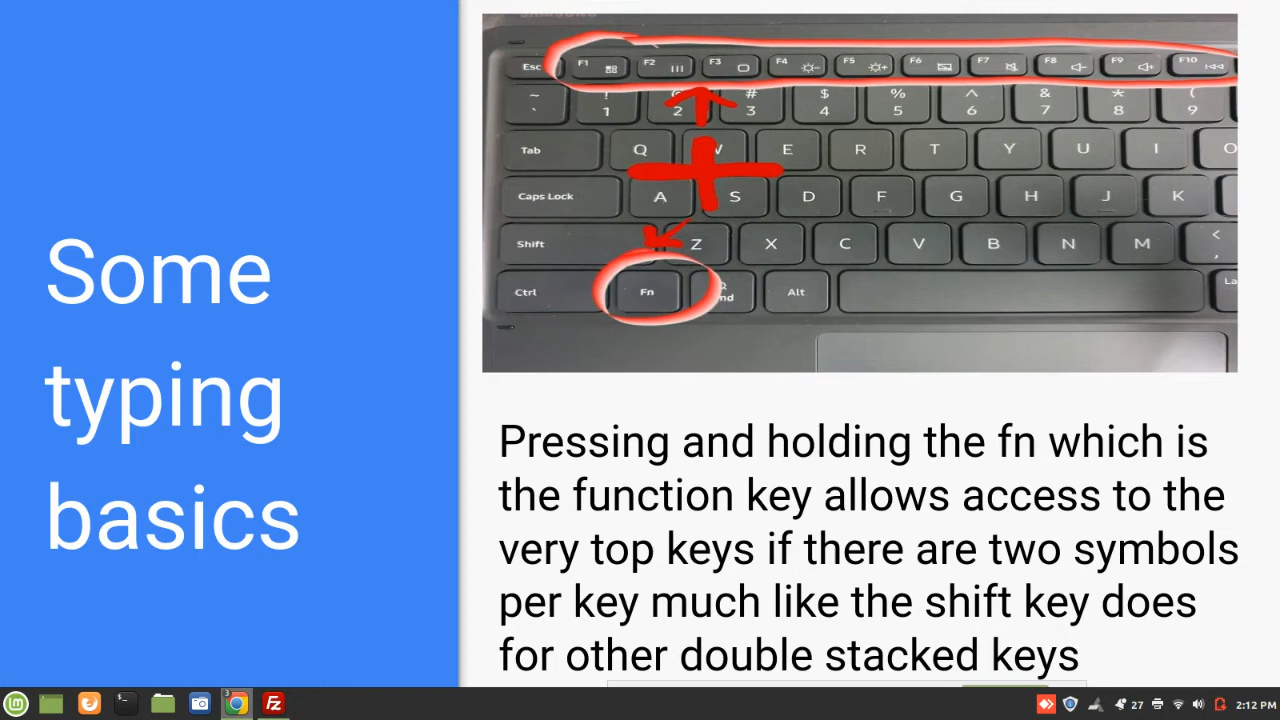 Some
typing
basics
Esc F1 F2 F3 F4 F5 F6 F7 F8 F9 F10
~ ! @ # $ % ^ & * (
` 1 2 3 4 5 6 7 8 9
Tab Q W E R T Y U I O
Caps Lock A S D F G H J K
Shift Z X C V B N M <
,
Ctrl Fn Alt
Pressing and holding the fn which is
the function key allows access to the
very top keys if there are two symbols
per key much like the shift key does
for other double stacked keys
3
27 2:12 PM